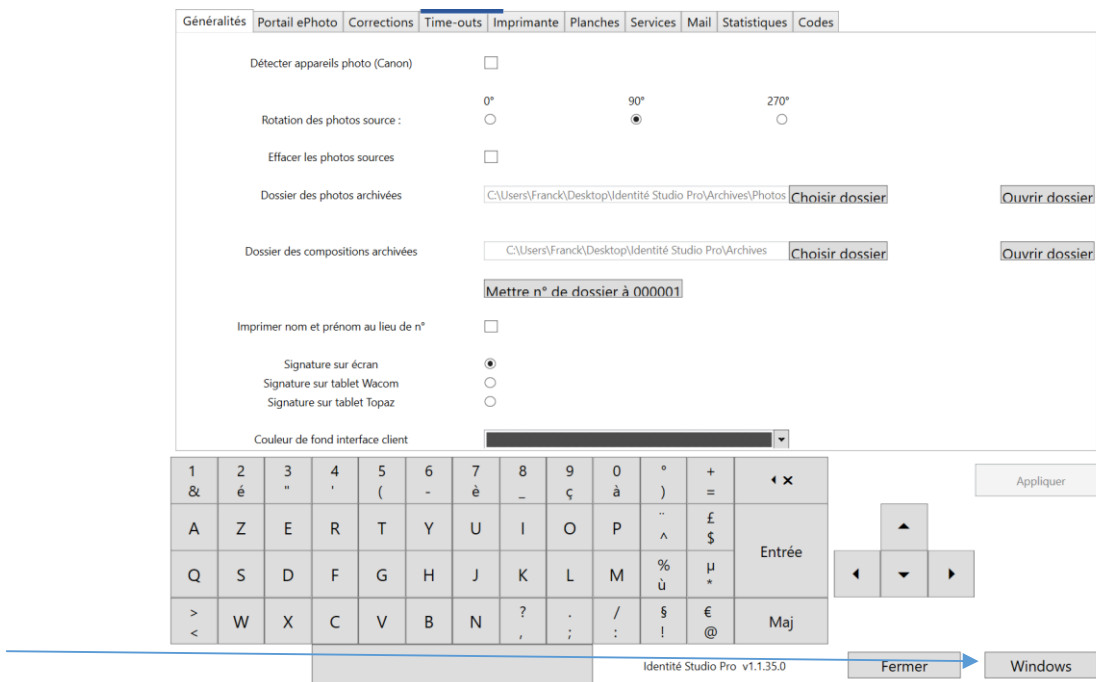 Généralités Portail ePhoto Corrections Time-outs Imprimante Planches Services Mail Statistiques Codes
Détecter appareils photo (Canon)
0° 90° 270°
Rotation des photos source :
Effacer les photos sources
Dossier des photos archivées C:\Users\Franck\Desktop\Identité Studio Pro\Archives\Photos Choisir dossier Ouvrir dossier
Dossier des compositions archivées C:\Users\Franck\Desktop\Identité Studio Pro\Archives Choisir dossier Ouvrir dossier
Mettre n° de dossier à 000001
Imprimer nom et prénom au lieu de n°
Signature sur écran
Signature sur tablet Wacom
Signature sur tablet Topaz
Couleur de fond interface client
1 2 3 4 5 6 7 8 9 0 ° +
& é " ' ( - è _ ç à ) =
Appliquer
A Z E R T Y U I O P ¨ £
^ $
Entrée
Q S D F G H J K L M % µ
ù *
> W X C V B N ? . / § € Maj
< , ; : ! @
Identité Studio Pro v1.1.35.0 Fermer Windows